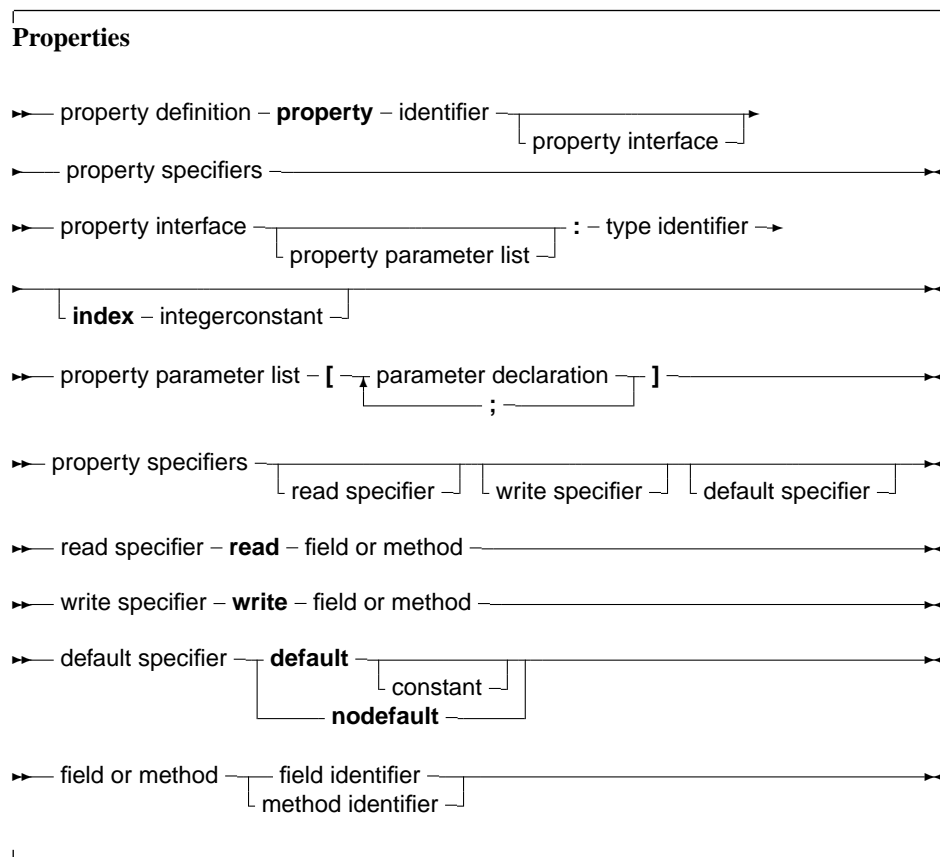 Properties
property definition – property – identifier
property interface
property specifiers
property interface : – type identifier
property parameter list
index – integerconstant
property parameter list – [ parameter declaration ]
;
property specifiers
read specifier write specifier default specifier
read specifier – read – field or method
write specifier – write – field or method
default specifier default
constant
nodefault
field or method field identifier
method identifier